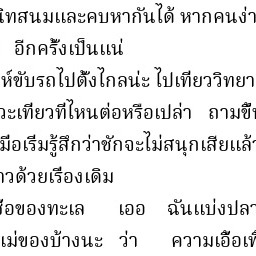 นิทสนมและคบหากันได้ หากคนง่า
อีกครั้งเป็นแน่
ห์ขับรถไปตั้งไกลน่ะ ไปเที่ยววิทยา
วะเที่ยวที่ไหนต่อหรือเปล่า ถามขึ้น
มื่อเริ่มรู้สึกว่าชักจะไม่สนุกเสียแล้
าวด้วยเรื่องเดิม
ชื่อของทะเล เออ ฉันแบ่งปลา
แม่ของบ้างนะ ว่า ความเอื้อเฟื